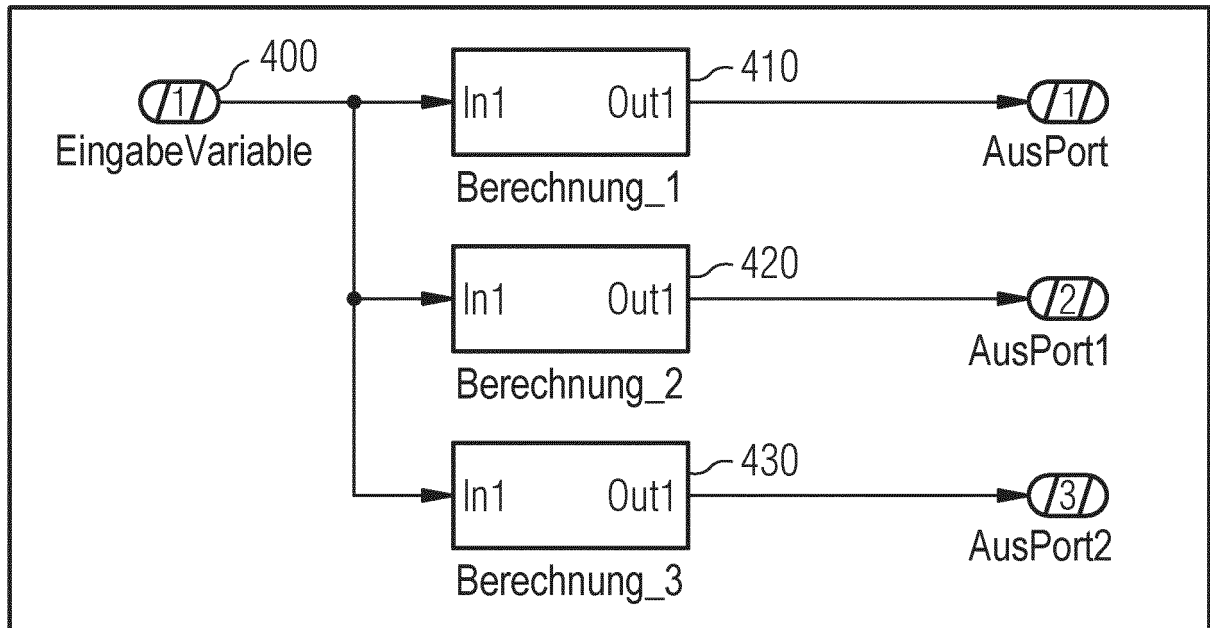 400
410
/1/
In1
Out1
/1/
EingabeVariable
AusPort
Berechnung_1
420
In1
Out1
/2/
AusPort1
Berechnung_2
430
In1
Out1
/3/
AusPort2
Berechnung_3